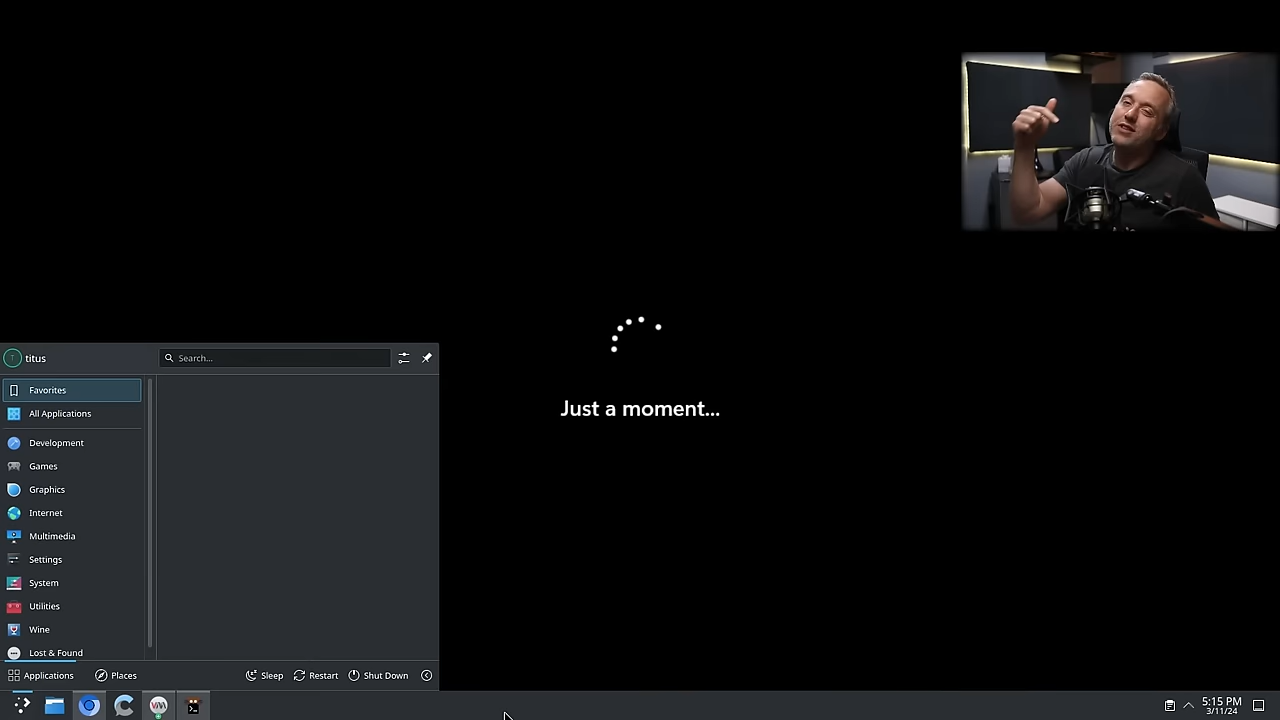 Just a moment...
T titus
Search...
Favorites
All Applications
Development
Games
Graphics
Internet
Multimedia
Settings
System
Utilities
Wine
Lost & Found
Applications
Places
Sleep
Restart
Shut Down
5:15 PM
3/11/24